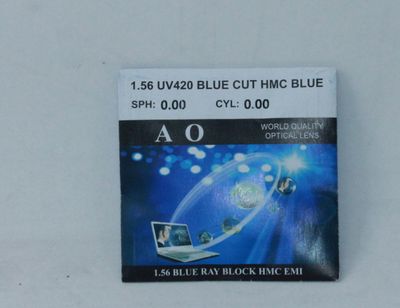 1.56 UV420 BLUE CUT HMC BLUE
SPH: 0.00 CYL: 0.00
A O
WORLD QUALITY
OPTICAL LENS
1.56 BLUE RAY BLOCK HMC EMI